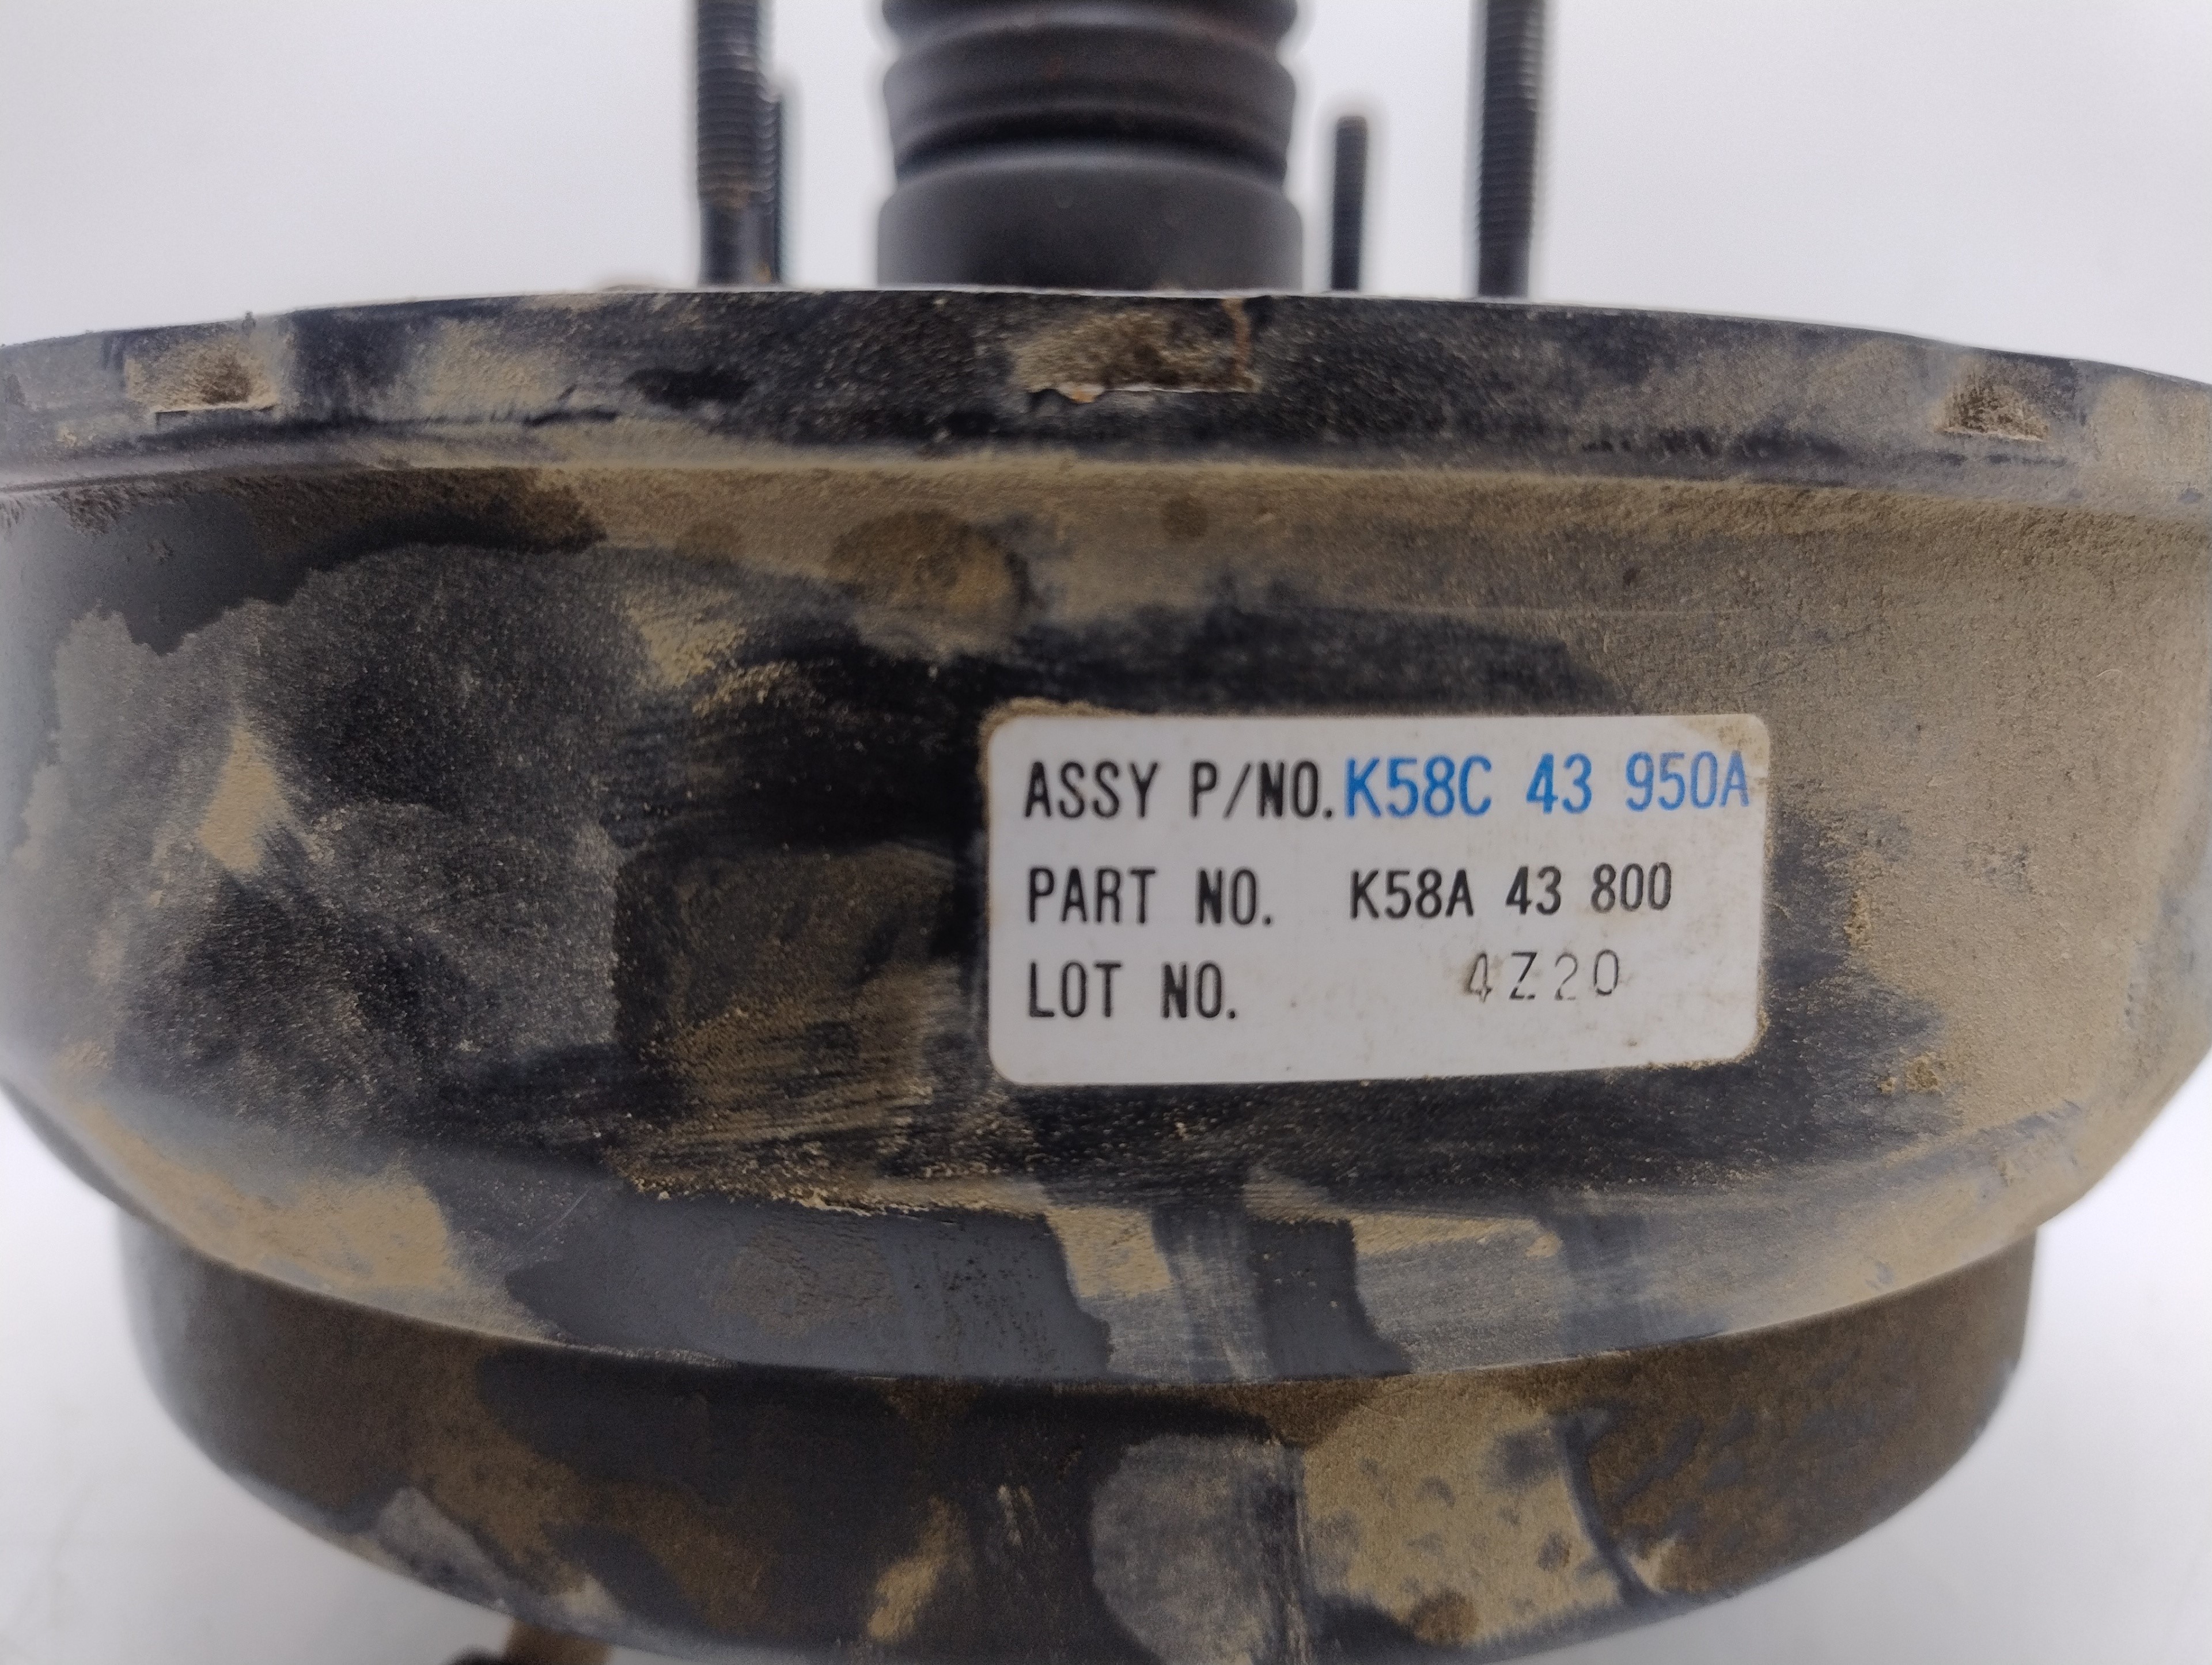 ASSY P/NO. K58C 43 950A
PART NO. K58A 43 800
LOT NO. 4Z20